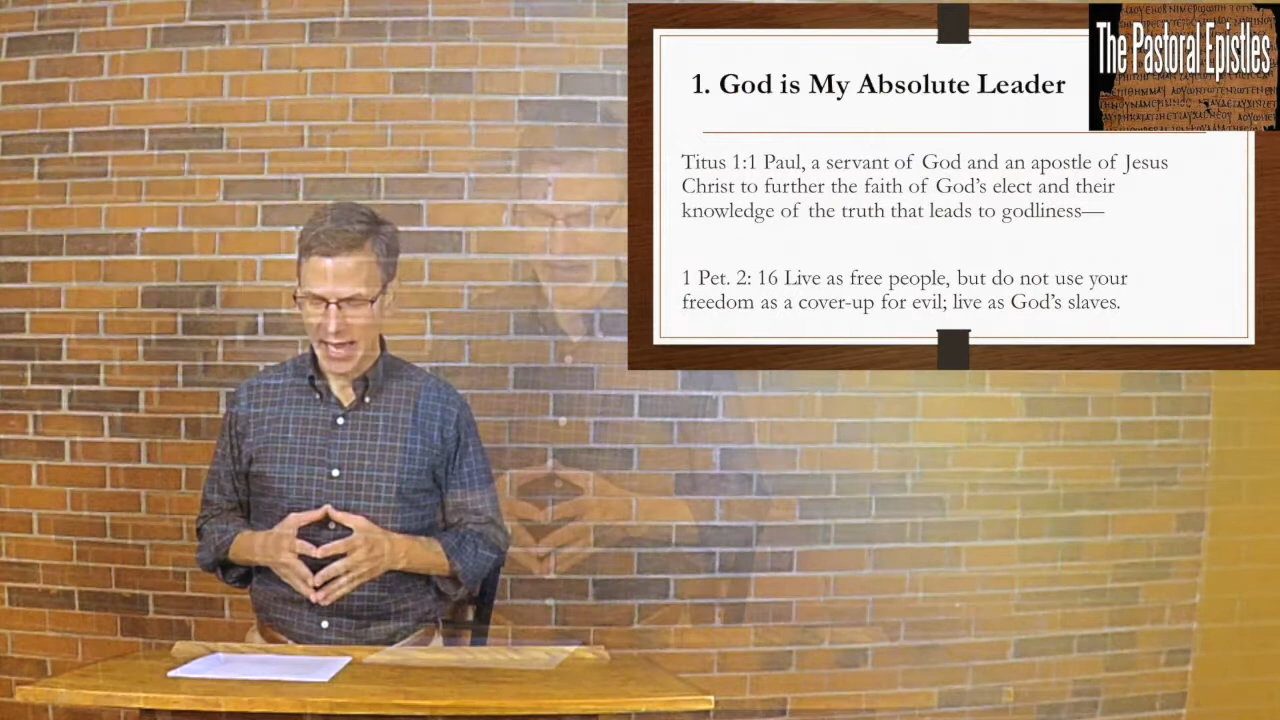 The Pastoral Epistles
1. God is My Absolute Leader
Titus 1:1 Paul, a servant of God and an apostle of Jesus
Christ to further the faith of God's elect and their
knowledge of the truth that leads to godliness—
1 Pet. 2: 16 Live as free people, but do not use your
freedom as a cover-up for evil; live as God's slaves.